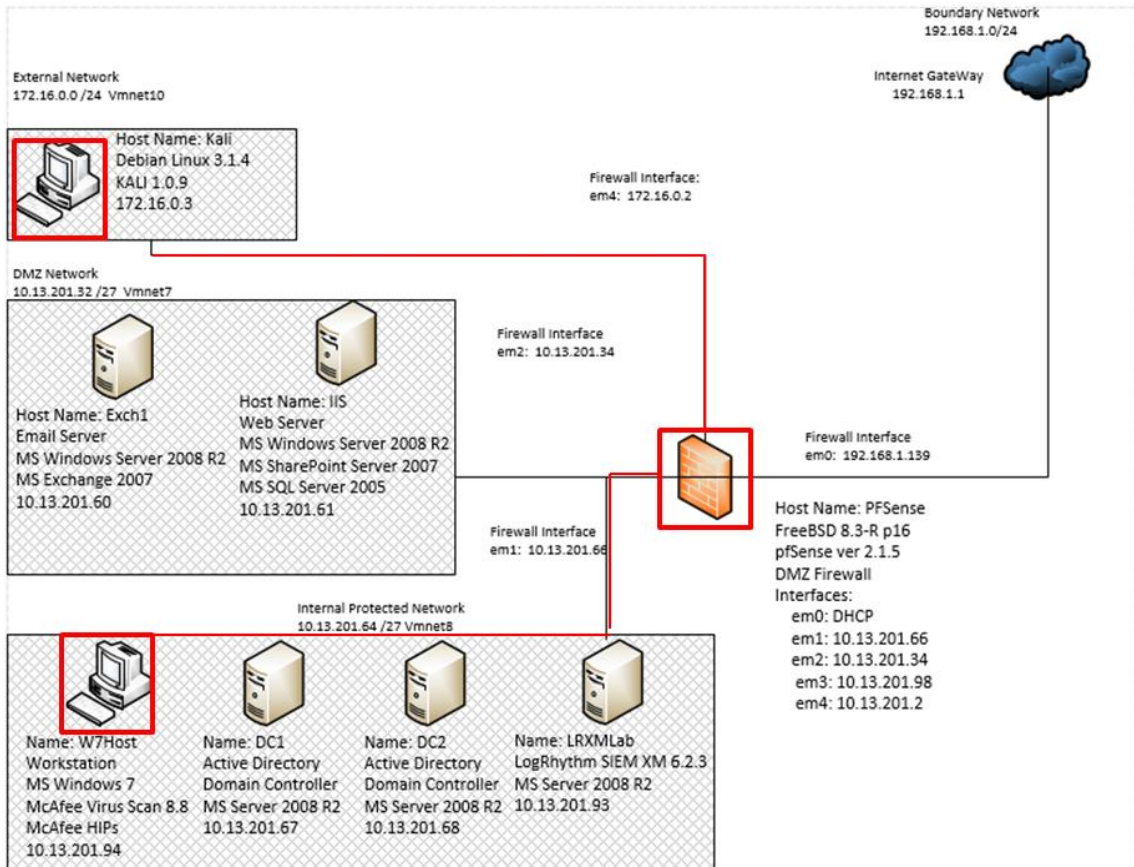 Boundary Network
192.168.1.0/24
Internet GateWay
192.168.1.1
External Network
172.16.0.0 /24 Vmnet10
Host Name: Kali
Debian Linux 3.1.4
KALI 1.0.9
172.16.0.3
Firewall Interface:
em4: 172.16.0.2
DMZ Network
10.13.201.32 /27 Vmnet7
Host Name: Exch1
Email Server
MS Windows Server 2008 R2
MS Exchange 2007
10.13.201.60
Host Name: IIS
Web Server
MS Windows Server 2008 R2
MS SharePoint Server 2007
MS SQL Server 2005
10.13.201.61
Firewall Interface
em2: 10.13.201.34
Firewall Interface
em0: 192.168.1.139
Firewall Interface
em1: 10.13.201.66
Host Name: PFSense
FreeBSD 8.3-R p16
pfSense ver 2.1.5
DMZ Firewall
Interfaces:
em0: DHCP
em1: 10.13.201.66
em2: 10.13.201.34
em3: 10.13.201.98
em4: 10.13.201.2
Internal Protected Network
10.13.201.64 /27 Vmnet8
Name: W7Host
Workstation
MS Windows 7
McAfee Virus Scan 8.8
McAfee HIPs
10.13.201.94
Name: DC1
Active Directory
Domain Controller
MS Server 2008 R2
10.13.201.67
Name: DC2
Active Directory
Domain Controller
MS Server 2008 R2
10.13.201.68
Name: LRXMLab
LogRhythm SIEM XM 6.2.3
MS Server 2008 R2
10.13.201.93